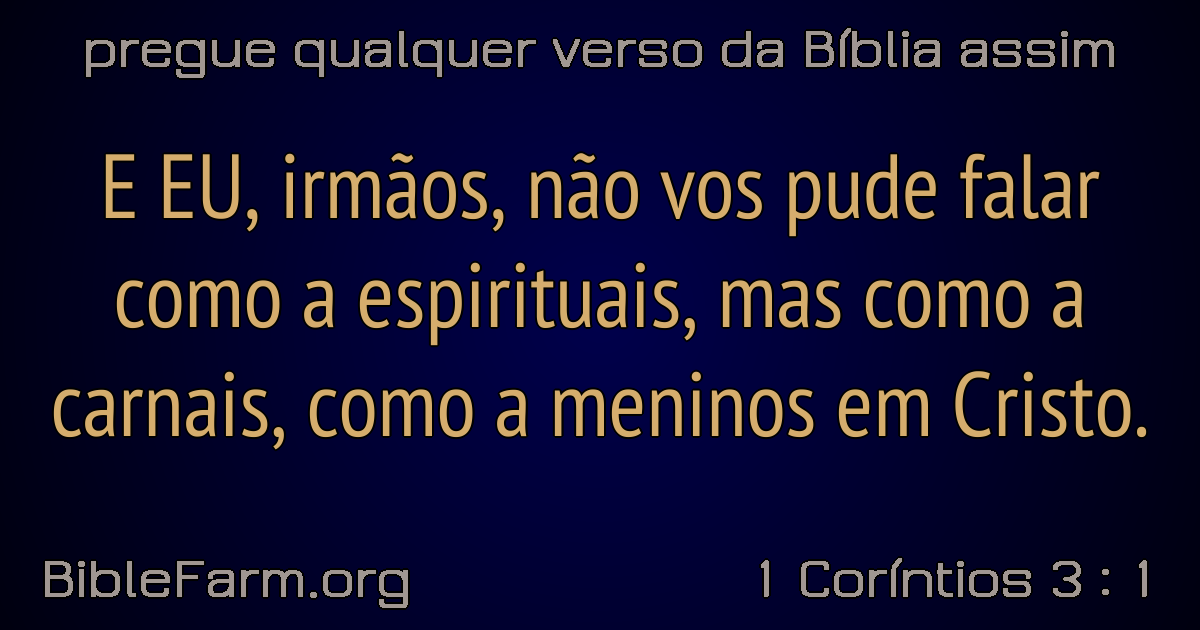 pregue qualquer verso da Bíblia assim
E EU, irmãos, não vos pude falar
como a espirituais, mas como a
carnais, como a meninos em Cristo.
BibleFarm.org
1 Coríntios 3 : 1